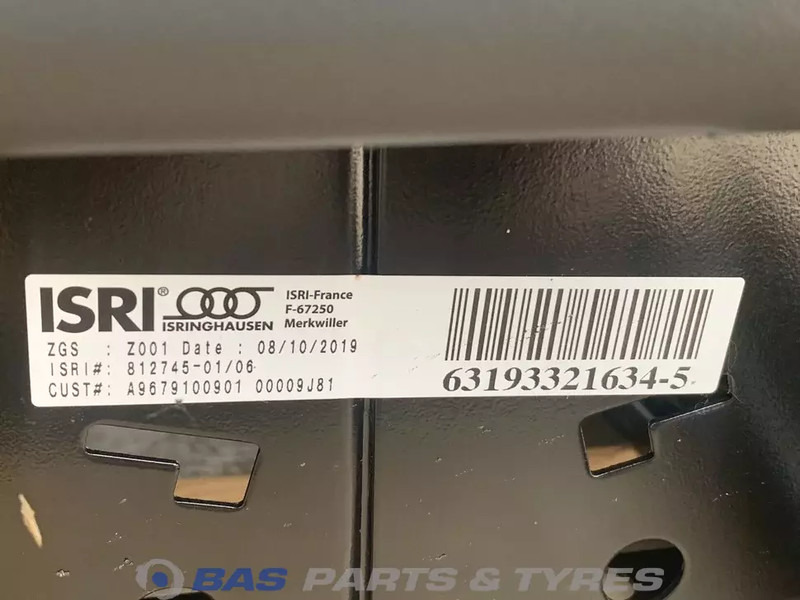 ISRI® ISRINGHAUSEN
ISRI-France
F-67250
Merkwiller
ZGS : Z001 Date : 08/10/2019
ISRI#: 812745-01/06
CUST#: A9679100901 00009J81
63193321634-5
BAS PARTS & TYRES